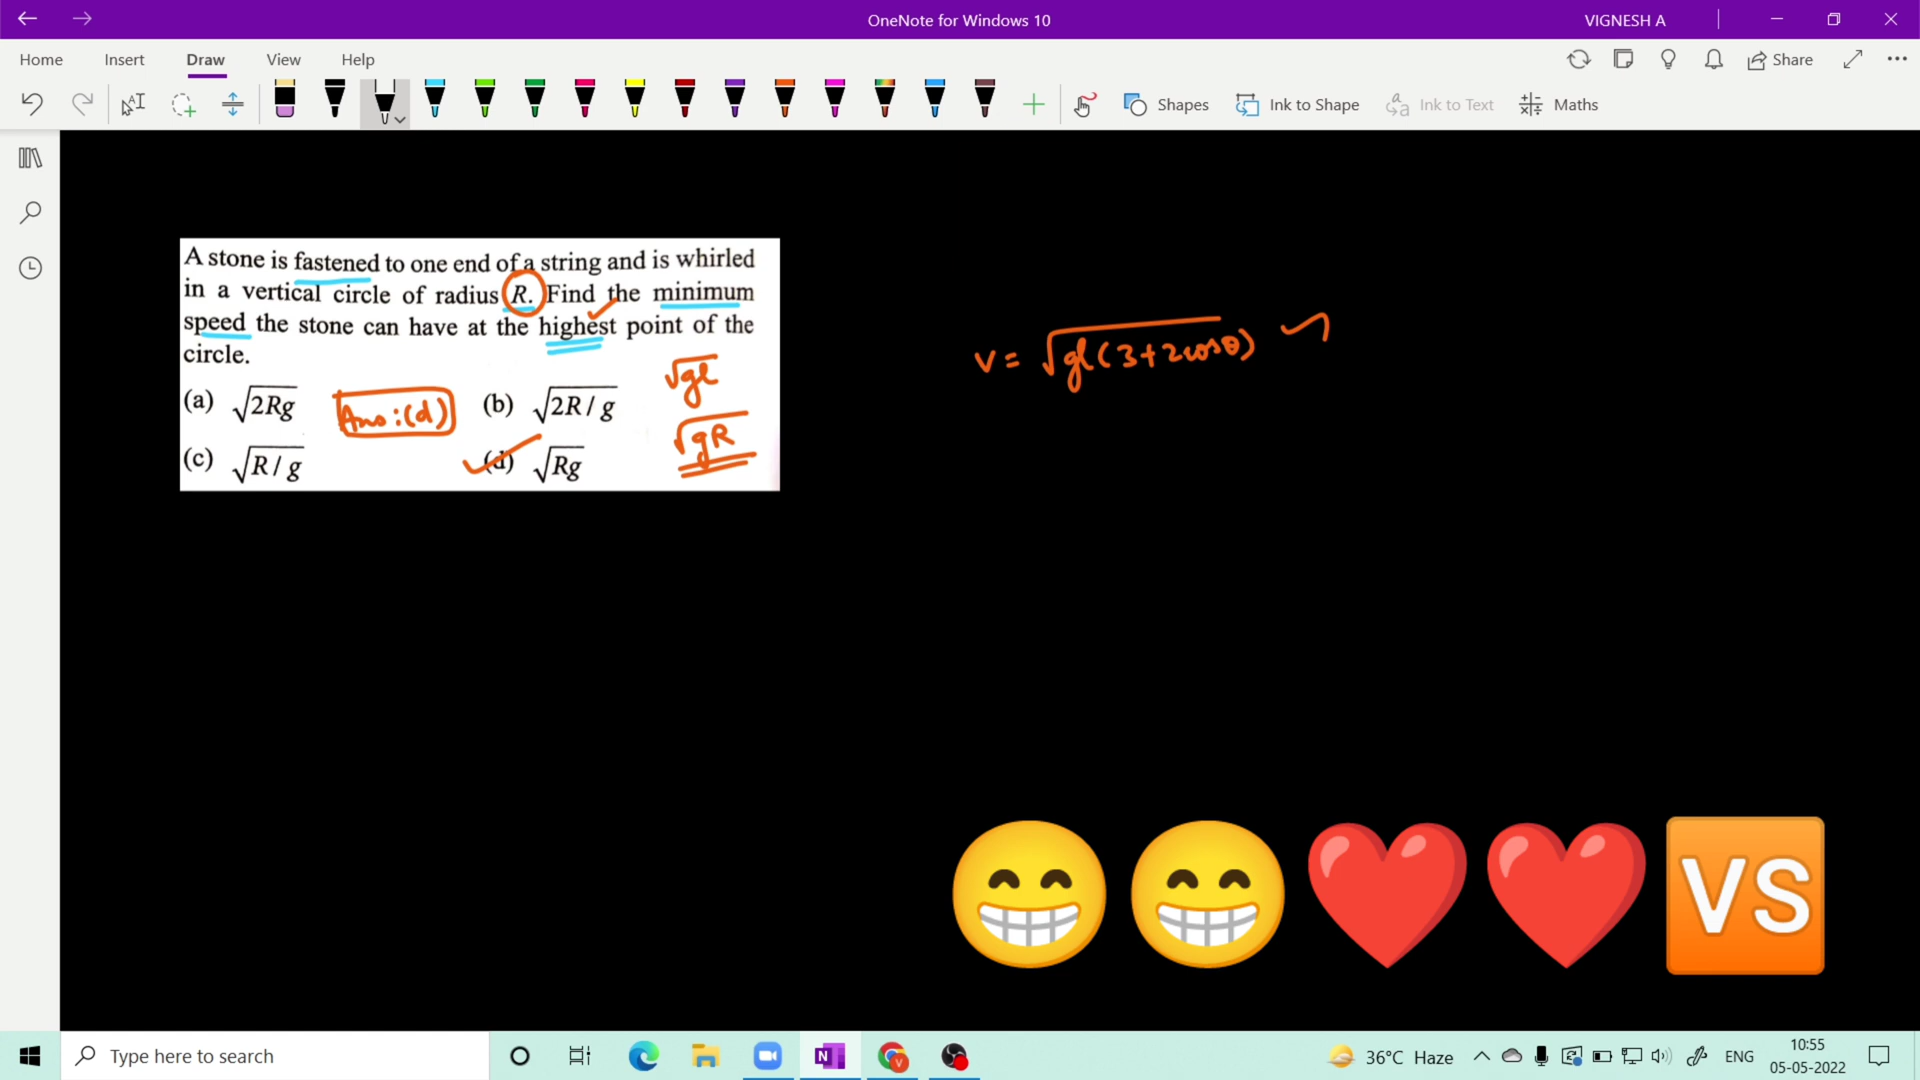 OneNote for Windows 10
VIGNESH A
Home Insert Draw View Help
Share
Shapes Ink to Shape Ink to Text Maths
A stone is fastened to one end of a string and is whirled
in a vertical circle of radius R. Find the minimum
speed the stone can have at the highest point of the
circle.
(a) √2Rg (b) √2R / g
(c) √R / g (d) √Rg
Ans:(d)
√gl
√gR
v = √gl(3+2cosθ)
VS
Type here to search
36°C Haze
ENG
10:55
05-05-2022